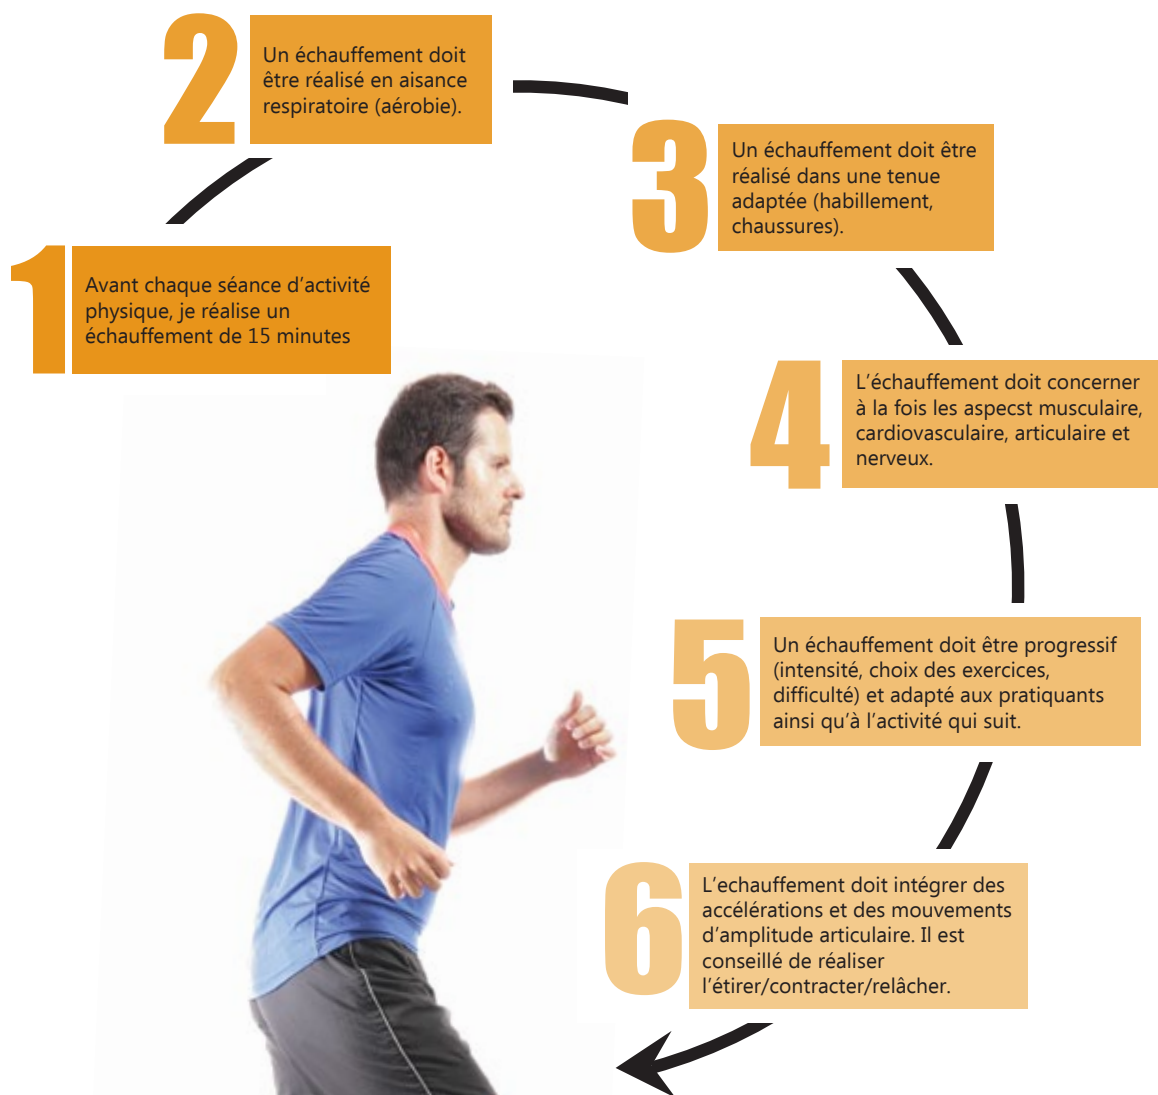 1
Avant chaque séance d'activité
physique, je réalise un
échauffement de 15 minutes
2
Un échauffement doit
être réalisé en aisance
respiratoire (aérobie).
3
Un échauffement doit être
réalisé dans une tenue
adaptée (habillement,
chaussures).
4
L'échauffement doit concerner
à la fois les aspecst musculaire,
cardiovasculaire, articulaire et
nerveux.
5
Un échauffement doit être progressif
(intensité, choix des exercices,
difficulté) et adapté aux pratiquants
ainsi qu'à l'activité qui suit.
6
L'echauffement doit intégrer des
accélérations et des mouvements
d'amplitude articulaire. Il est
conseillé de réaliser
l'étirer/contracter/relâcher.